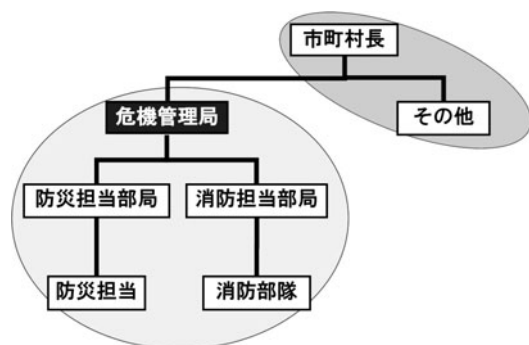 市町村長
危機管理局
その他
防災担当部局
消防担当部局
防災担当
消防部隊